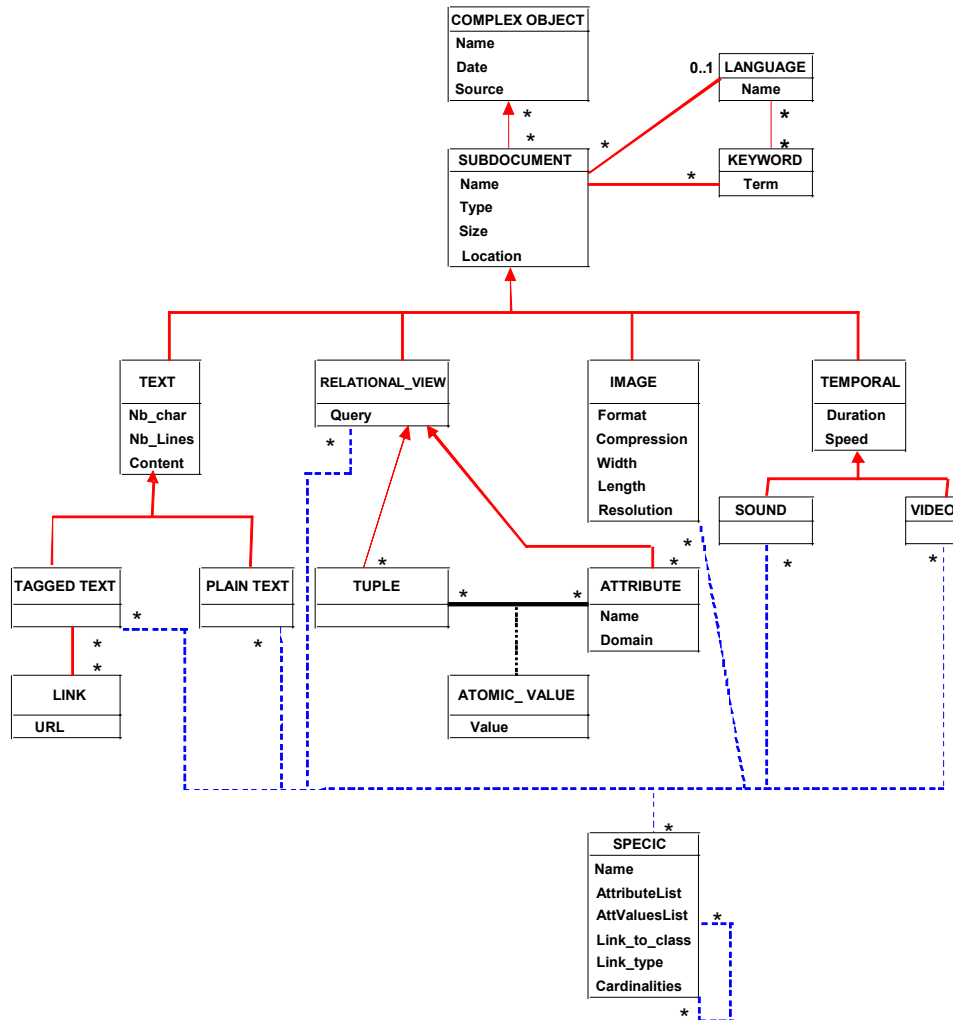 COMPLEX OBJECT
Name
Date
Source
*
*
0..1
LANGUAGE
Name
*
*
KEYWORD
Term
*
*
SUBDOCUMENT
Name
Type
Size
Location
TEXT
Nb_char
Nb_Lines
Content
RELATIONAL_VIEW
Query
*
IMAGE
Format
Compression
Width
Length
Resolution
*
TEMPORAL
Duration
Speed
SOUND
*
VIDEO
*
TAGGED TEXT
*
*
*
PLAIN TEXT
*
*
TUPLE
*
*
*
ATTRIBUTE
Name
Domain
LINK
URL
ATOMIC_ VALUE
Value
*
SPECIC
Name
AttributeList
AttValuesList
Link_to_class
Link_type
Cardinalities
*
*